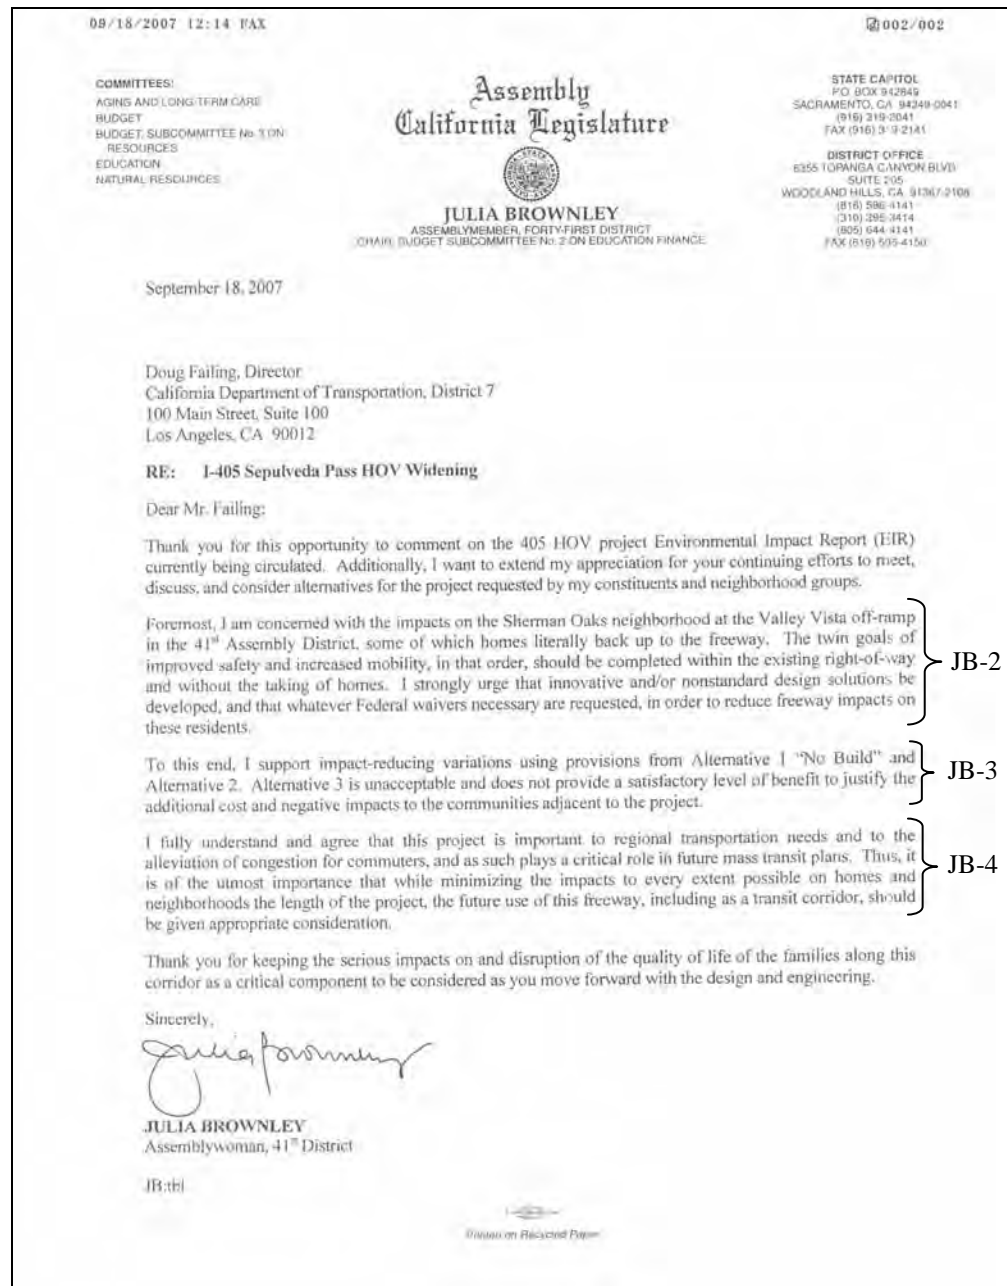 09/18/2007 12:14 FAX
002/002
COMMITTEES:
AGING AND LONG-TERM CARE
BUDGET
BUDGET SUBCOMMITTEE No. 3 ON
RESOURCES
EDUCATION
NATURAL RESOURCES
Assembly
California Legislature
JULIA BROWNLEY
ASSEMBLYMEMBER, FORTY-FIRST DISTRICT
CHAIR, BUDGET SUBCOMMITTEE No. 2 ON EDUCATION FINANCE
STATE CAPITOL
P.O. BOX 942849
SACRAMENTO, CA 94249-0041
(916) 319-2041
FAX (916) 319-2141
DISTRICT OFFICE
6355 TOPANGA CANYON BLVD
SUITE 205
WOODLAND HILLS, CA 91367-2108
(818) 596-4141
(310) 395-3414
(805) 644-4141
FAX (818) 596-4150
September 18, 2007
Doug Failing, Director
California Department of Transportation, District 7
100 Main Street, Suite 100
Los Angeles, CA 90012
RE: I-405 Sepulveda Pass HOV Widening
Dear Mr. Failing:
Thank you for this opportunity to comment on the 405 HOV project Environmental Impact Report (EIR)
currently being circulated. Additionally, I want to extend my appreciation for your continuing efforts to meet,
discuss, and consider alternatives for the project requested by my constituents and neighborhood groups.
Foremost, I am concerned with the impacts on the Sherman Oaks neighborhood at the Valley Vista off-ramp
in the 41st Assembly District, some of which homes literally back up to the freeway. The twin goals of
improved safety and increased mobility, in that order, should be completed within the existing right-of-way
and without the taking of homes. I strongly urge that innovative and/or nonstandard design solutions be
developed, and that whatever Federal waivers necessary are requested, in order to reduce freeway impacts on
these residents.
JB-2
To this end, I support impact-reducing variations using provisions from Alternative 1 "No Build" and
Alternative 2. Alternative 3 is unacceptable and does not provide a satisfactory level of benefit to justify the
additional cost and negative impacts to the communities adjacent to the project.
JB-3
I fully understand and agree that this project is important to regional transportation needs and to the
alleviation of congestion for commuters, and as such plays a critical role in future mass transit plans. Thus, it
is of the utmost importance that while minimizing the impacts to every extent possible on homes and
neighborhoods the length of the project, the future use of this freeway, including as a transit corridor, should
be given appropriate consideration.
JB-4
Thank you for keeping the serious impacts on and disruption of the quality of life of the families along this
corridor as a critical component to be considered as you move forward with the design and engineering.
Sincerely,
Julia Brownley
JULIA BROWNLEY
Assemblywoman, 41st District
JB:tbl
Printed on Recycled Paper